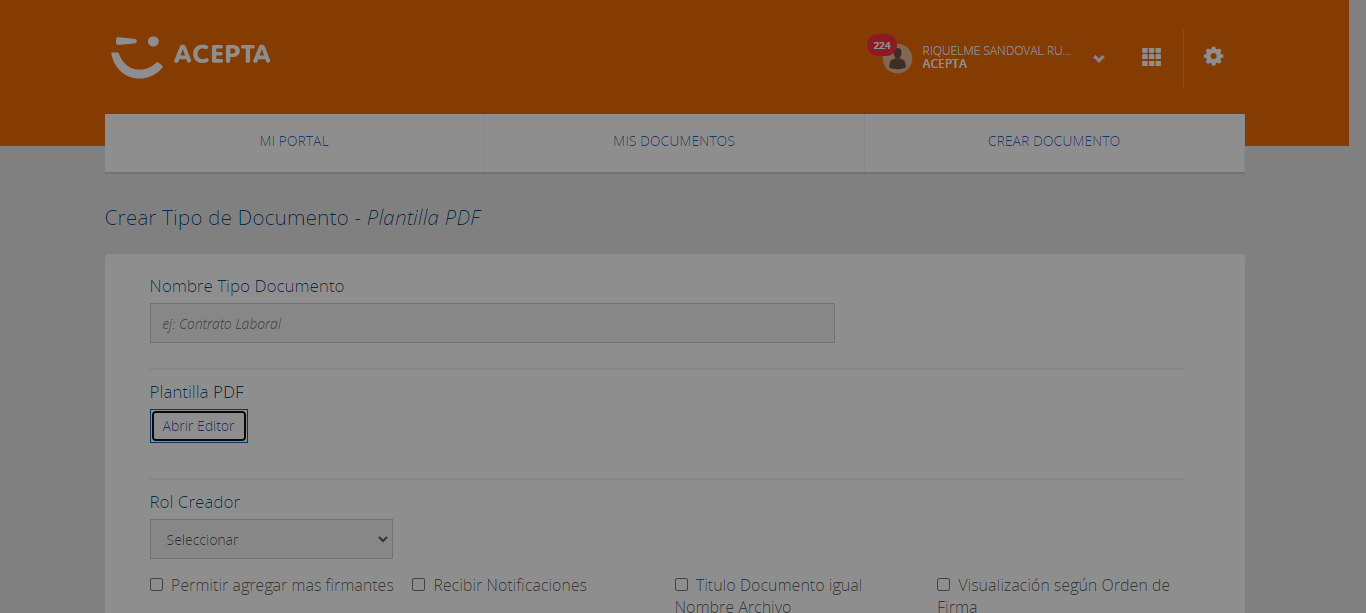 ACEPTA
224
RIQUELME SANDOVAL RU...
ACEPTA
MI PORTAL
MIS DOCUMENTOS
CREAR DOCUMENTO
Crear Tipo de Documento - Plantilla PDF
Nombre Tipo Documento
ej: Contrato Laboral
Plantilla PDF
Abrir Editor
Rol Creador
Seleccionar
Permitir agregar mas firmantes
Recibir Notificaciones
Titulo Documento igual
Nombre Archivo
Visualización según Orden de
Firma